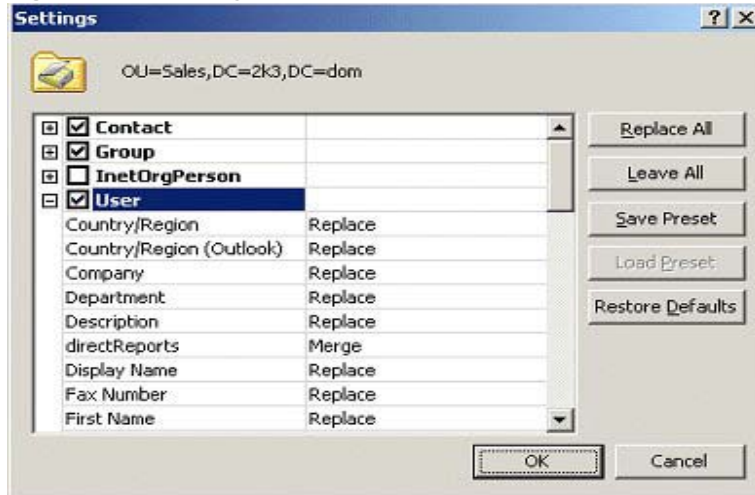 Settings
OU=Sales,DC=2k3,DC=dom
Contact
Group
InetOrgPerson
User
Country/Region Replace
Country/Region (Outlook) Replace
Company Replace
Department Replace
Description Replace
directReports Merge
Display Name Replace
Fax Number Replace
First Name Replace
Replace All
Leave All
Save Preset
Load Preset
Restore Defaults
OK Cancel